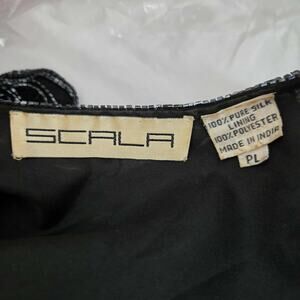 SCALA
100% PURE SILK
LINING
100% POLYESTER
MADE IN INDIA
PL